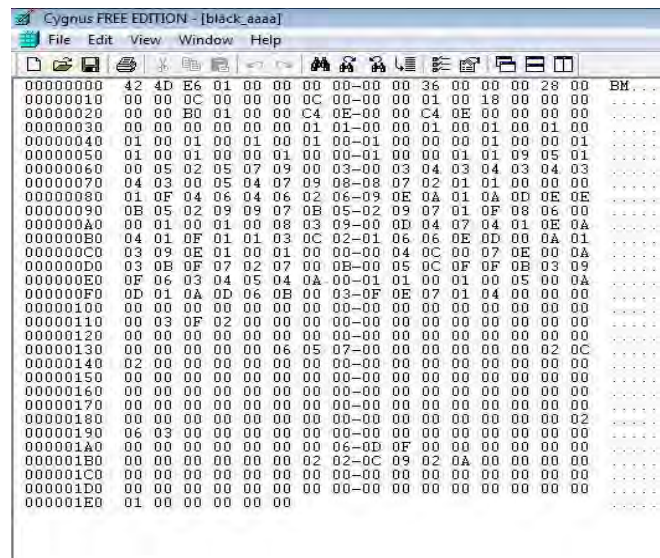 Cygnus FREE EDITION - [black_aaaa]
File Edit View Window Help
00000000 42 4D E6 01 00 00 00 00-00 00 36 00 00 00 28 00 BM...
00000010 00 00 0C 00 00 00 0C 00-00 00 01 00 18 00 00 00 .....
00000020 00 00 B0 01 00 00 C4 0E-00 00 C4 0E 00 00 00 00 .....
00000030 00 00 00 00 00 00 01 01-00 00 01 00 01 00 01 00 .....
00000040 01 00 01 00 01 00 01 00-01 00 00 00 01 00 00 01 .....
00000050 01 00 01 00 00 01 00 00-01 00 00 01 01 09 05 01 .....
00000060 00 05 02 05 07 09 00 03-00 03 04 03 04 03 04 03 .....
00000070 04 03 00 05 04 07 09 08-08 07 02 01 01 00 00 00 .....
00000080 01 0F 04 06 04 06 02 06-09 0E 0A 01 0A 0D 0E 0E .....
00000090 0B 05 02 09 09 07 0B 05-02 09 07 01 0F 08 06 00 .....
000000A0 00 01 00 01 00 08 03 09-00 0D 04 07 04 01 0E 0A .....
000000B0 04 01 0F 01 01 03 0C 02-01 06 06 0E 0D 00 0A 01 .....
000000C0 03 09 0E 01 00 01 00 00-00 04 0C 00 07 0E 00 0A .....
000000D0 03 0B 0F 07 02 07 00 0B-00 05 0C 0F 0F 0B 03 09 .....
000000E0 0F 06 03 04 05 04 0A 00-01 01 00 01 00 05 00 0A .....
000000F0 0D 01 0A 0D 06 0B 00 03-0F 0E 07 01 04 00 00 00 .....
00000100 00 00 00 00 00 00 00 00-00 00 00 00 00 00 00 00 .....
00000110 00 03 0F 02 00 00 00 00-00 00 00 00 00 00 00 00 .....
00000120 00 00 00 00 00 00 00 00-00 00 00 00 00 00 00 00 .....
00000130 00 00 00 00 00 06 05 07-00 00 00 00 00 00 02 0C .....
00000140 02 00 00 00 00 00 00 00-00 00 00 00 00 00 00 00 .....
00000150 00 00 00 00 00 00 00 00-00 00 00 00 00 00 00 00 .....
00000160 00 00 00 00 00 00 00 00-00 00 00 00 00 00 00 00 .....
00000170 00 00 00 00 00 00 00 00-00 00 00 00 00 00 00 00 .....
00000180 00 00 00 00 00 00 00 00-00 00 00 00 00 00 00 02 .....
00000190 06 03 00 00 00 00 00 00-00 00 00 00 00 00 00 00 .....
000001A0 00 00 00 00 00 00 00 06-0D 0F 00 00 00 00 00 00 .....
000001B0 00 00 00 00 00 00 02 02-0C 09 02 0A 00 00 00 00 .....
000001C0 00 00 00 00 00 00 00 00-00 00 00 00 00 00 00 00 .....
000001D0 00 00 00 00 00 00 00 00-00 00 00 00 00 00 00 00 .....
000001E0 01 00 00 00 00 00 .....